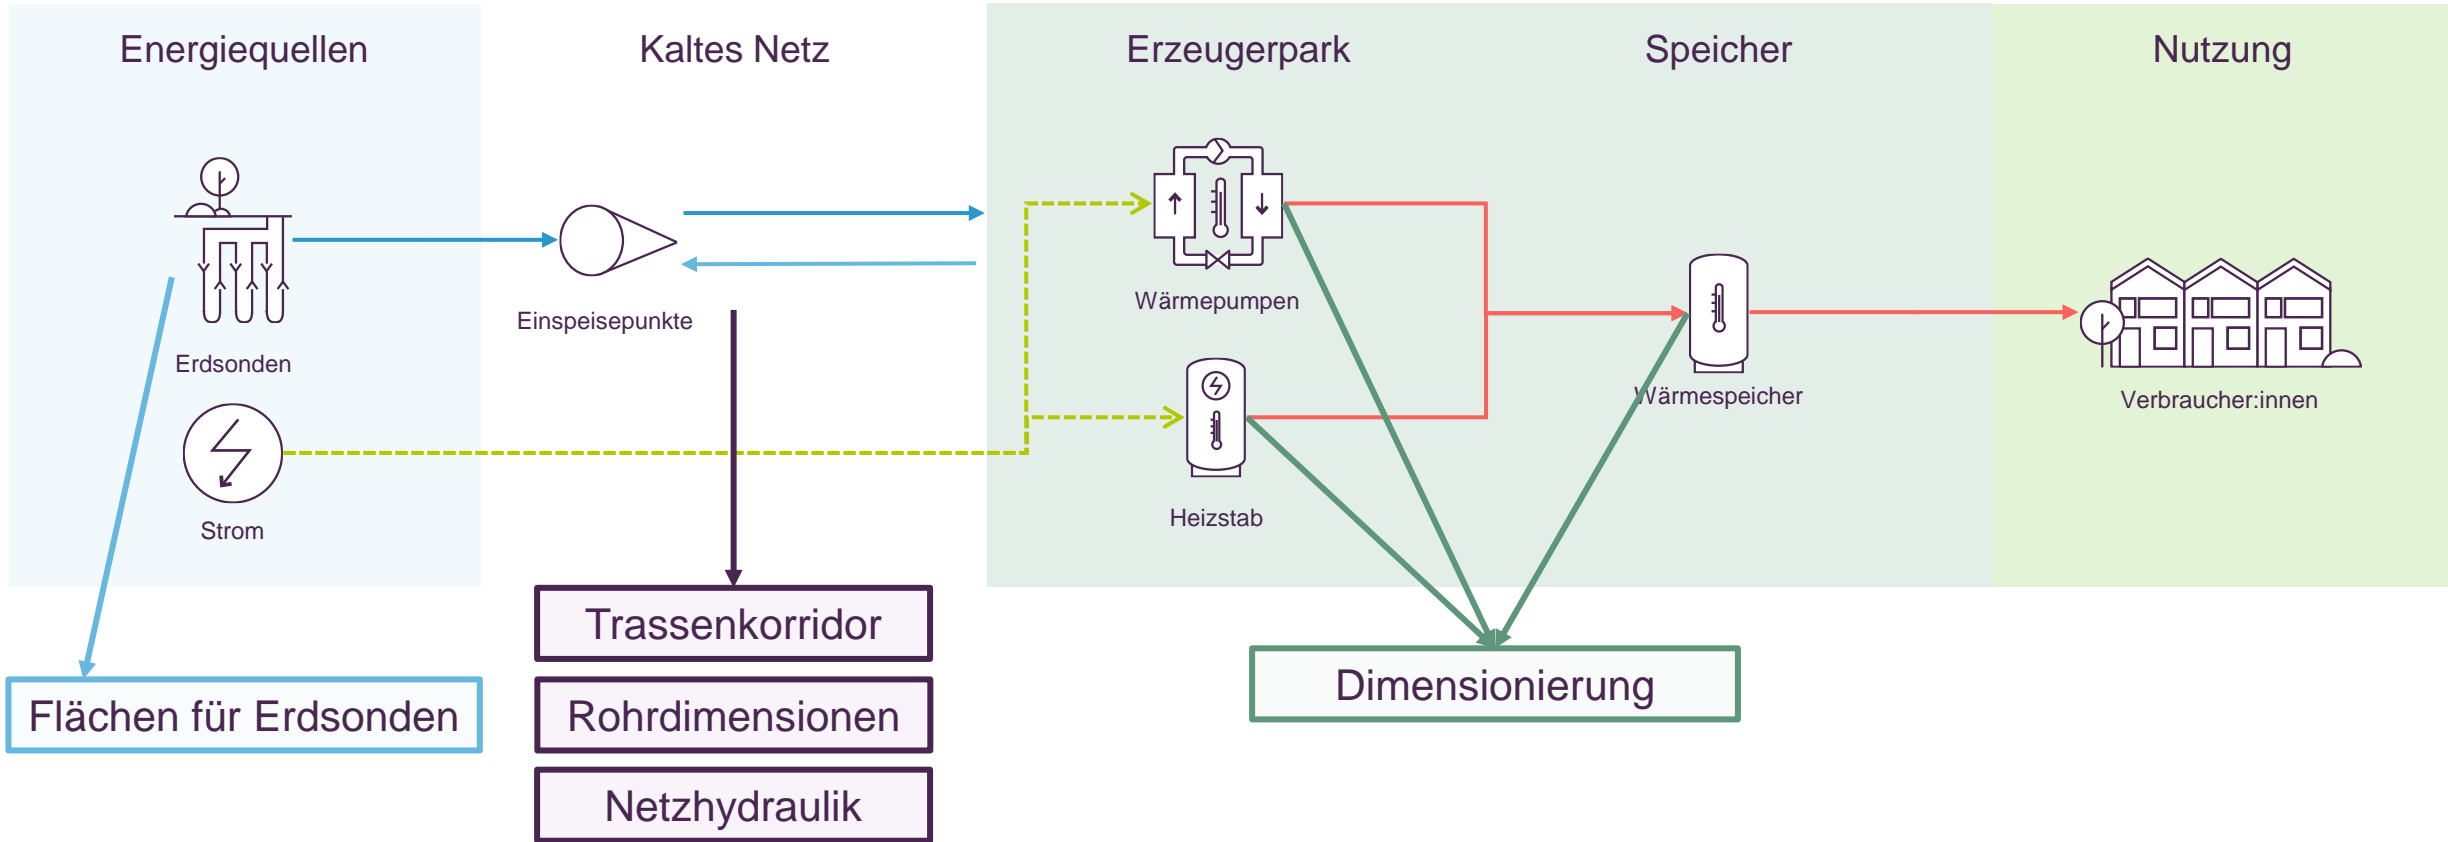 Energiequellen
Kaltes Netz
Erzeugerpark
Speicher
Nutzung
Erdsonden
Strom
Einspeisepunkte
Wärmepumpen
Heizstab
Wärmespeicher
Verbraucher:innen
Flächen für Erdsonden
Trassenkorridor
Rohrdimensionen
Netzhydraulik
Dimensionierung